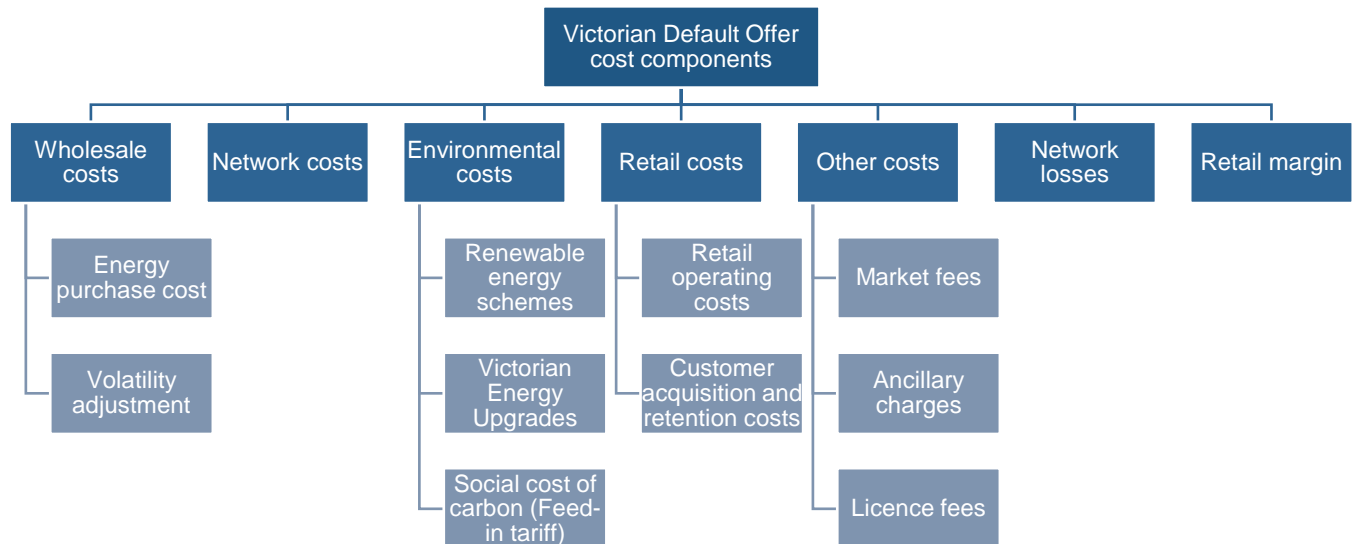 Victorian Default Offer
cost components
Wholesale
costs
Network costs
Environmental
costs
Retail costs
Other costs
Network
losses
Retail margin
Energy
purchase cost
Volatility
adjustment
Renewable
energy
schemes
Victorian
Energy
Upgrades
Social cost of
carbon (Feed-
in tariff)
Retail
operating
costs
Customer
acquisition and
retention costs
Market fees
Ancillary
charges
Licence fees